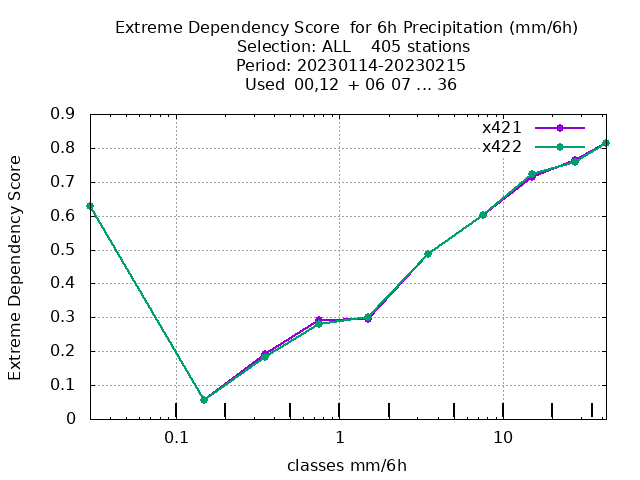 Extreme Dependency Score  for 6h Precipitation (mm/6h)
Selection: ALL    405 stations
Period: 20230114-20230215
Used  00,12  + 06 07 ... 36
x421
x422
0.9
0.8
0.7
0.6
0.5
0.4
0.3
0.2
0.1
0
Extreme Dependency Score
0.1 1 10
classes mm/6h